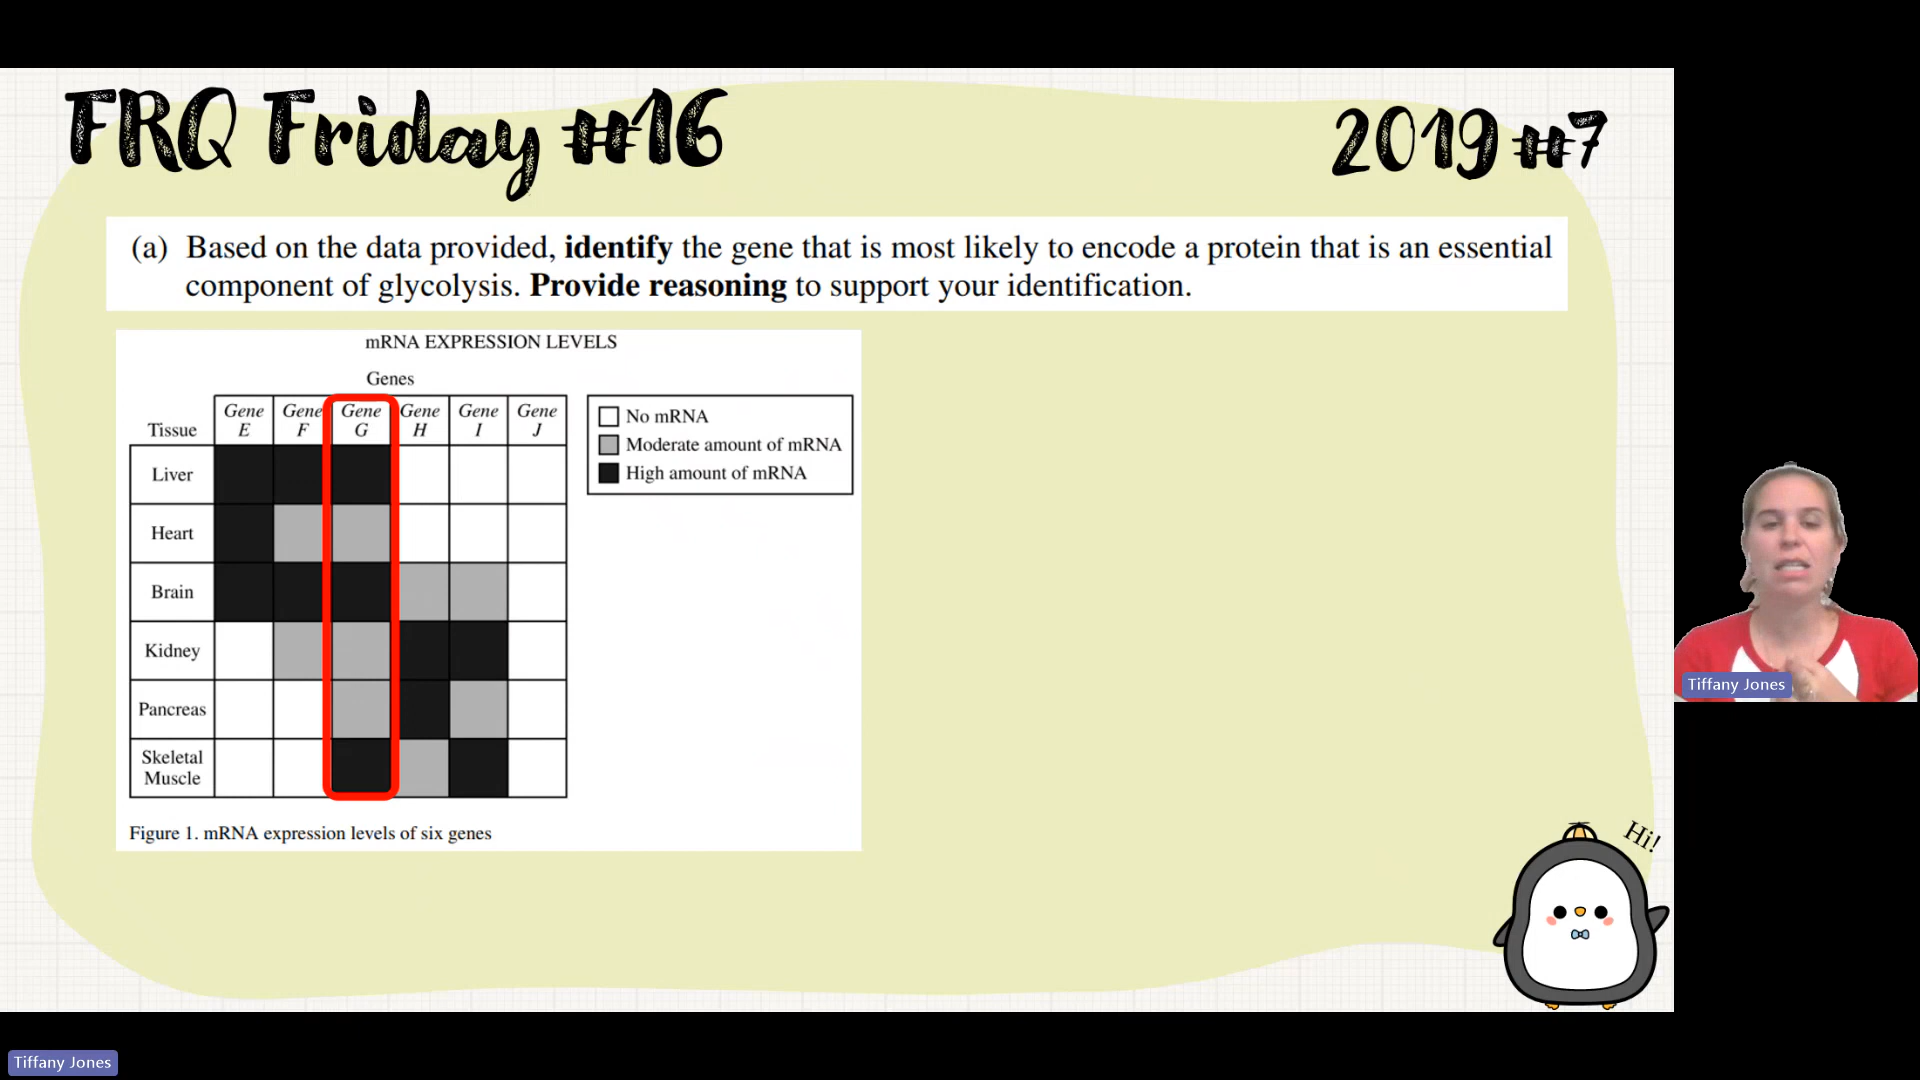 FRQ Friday #16
2019 #7
(a) Based on the data provided, identify the gene that is most likely to encode a protein that is an essential
component of glycolysis. Provide reasoning to support your identification.
mRNA EXPRESSION LEVELS
Genes
Tissue
Gene E
Gene F
Gene G
Gene H
Gene I
Gene J
Liver
Heart
Brain
Kidney
Pancreas
Skeletal
Muscle
No mRNA
Moderate amount of mRNA
High amount of mRNA
Figure 1. mRNA expression levels of six genes
Hi!
Tiffany Jones
Tiffany Jones